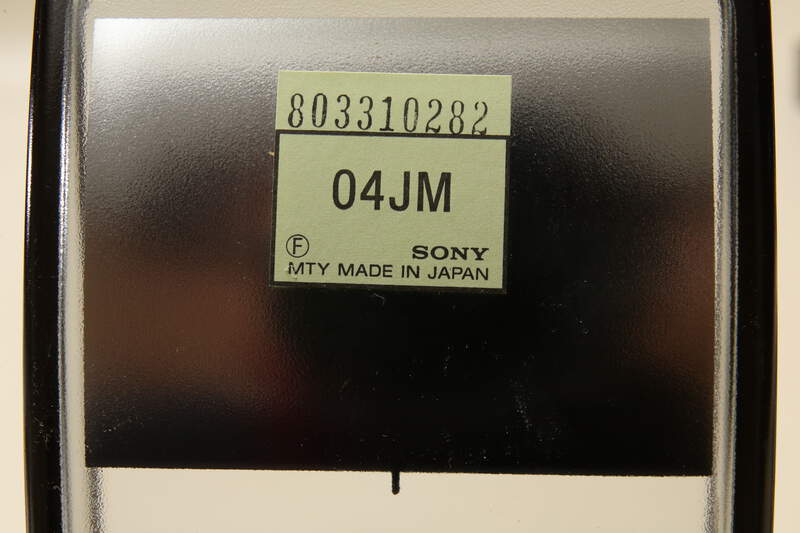 803310282
04JM
Ⓕ SONY
MTY MADE IN JAPAN